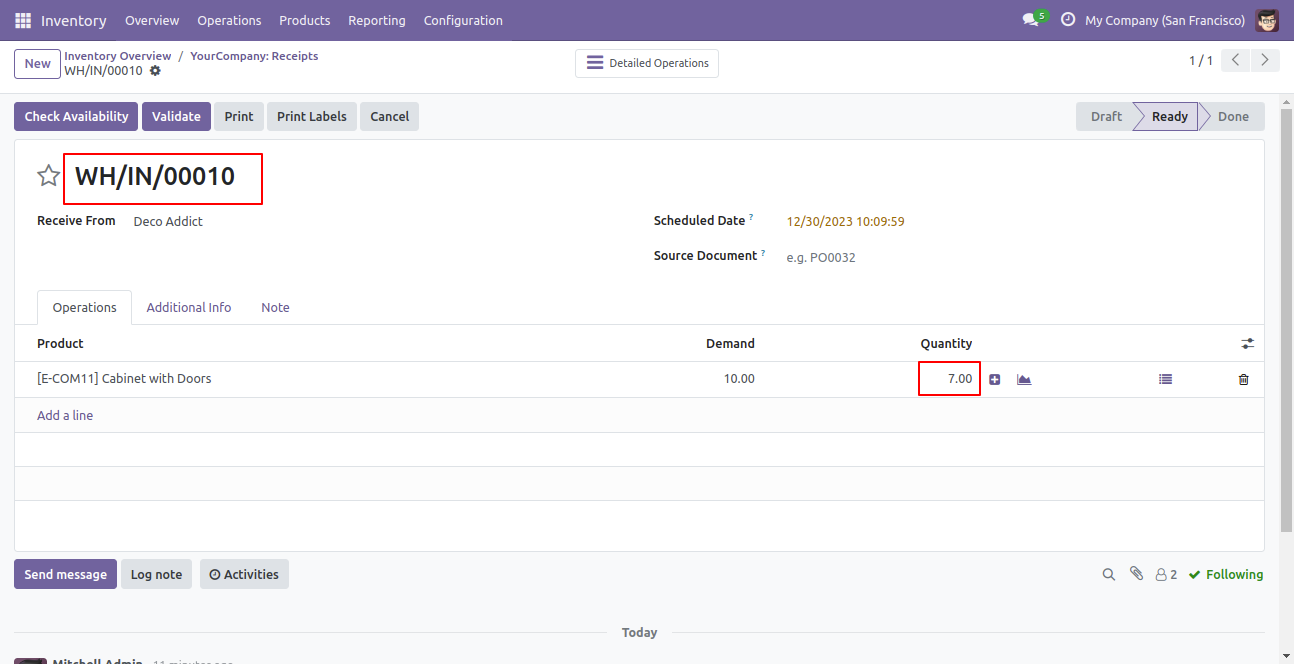 Inventory Overview Operations Products Reporting Configuration 5 My Company (San Francisco)
New Inventory Overview / YourCompany: Receipts
WH/IN/00010
Detailed Operations
1 / 1
Check Availability Validate Print Print Labels Cancel Draft Ready Done
WH/IN/00010
Receive From Deco Addict Scheduled Date ? 12/30/2023 10:09:59
Source Document ? e.g. PO0032
Operations Additional Info Note
Product Demand Quantity
[E-COM11] Cabinet with Doors 10.00 7.00
Add a line
Send message Log note Activities 2 Following
Today
Mitchell Admin - 11 minutes ago